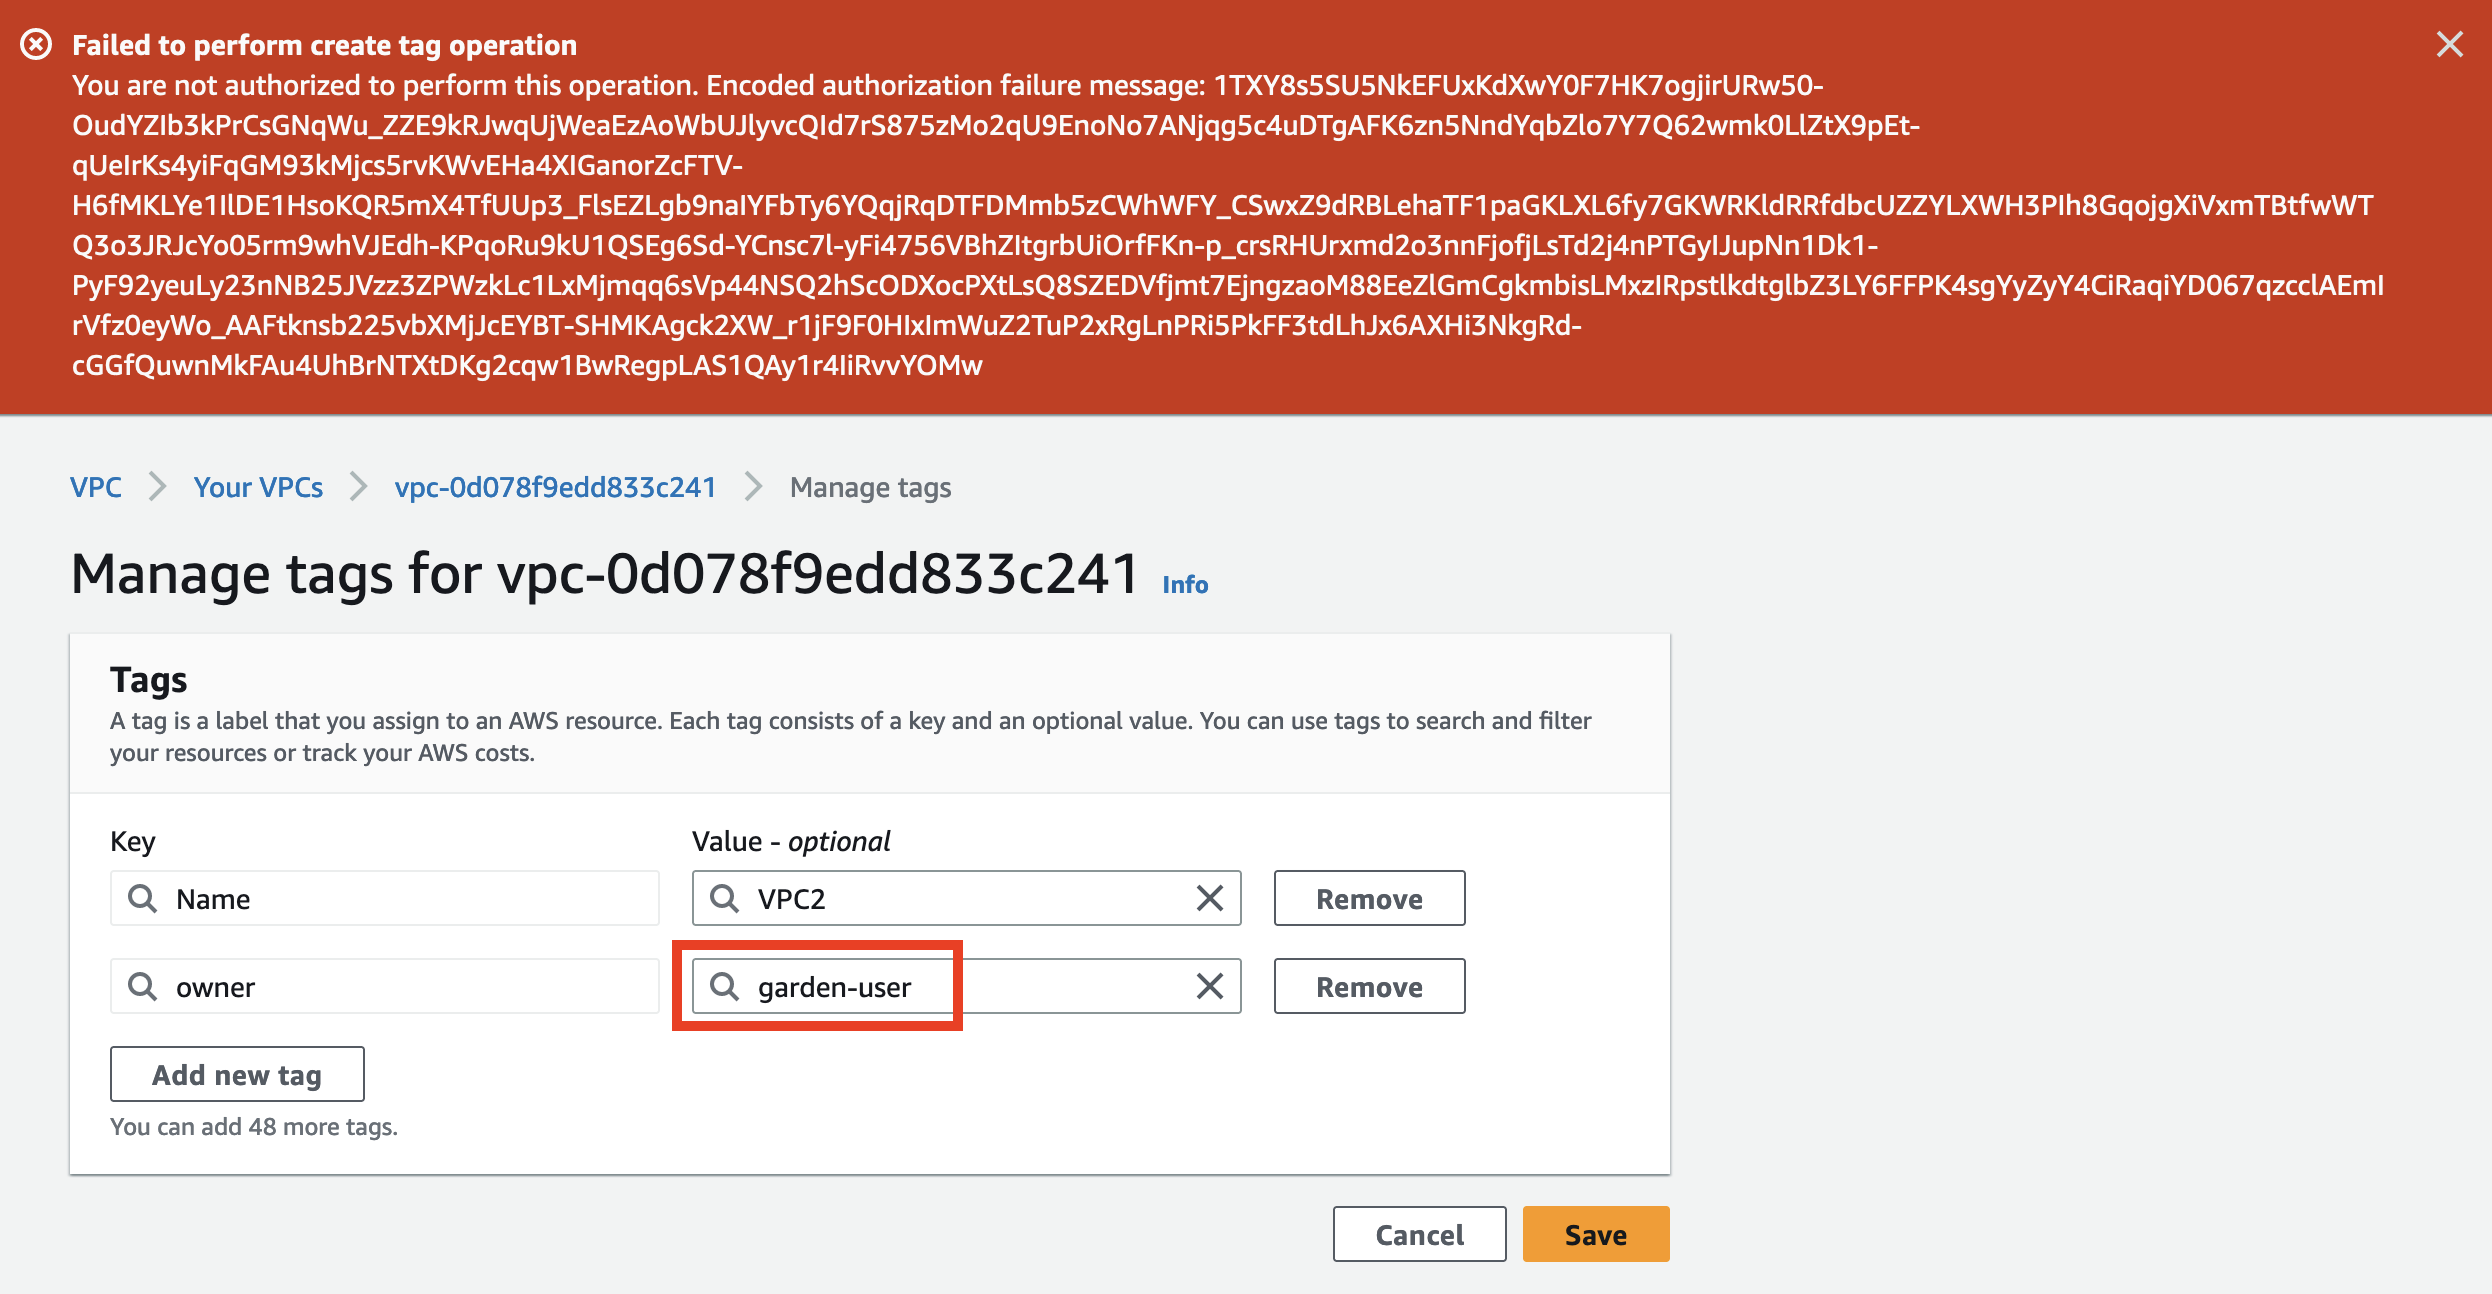 Failed to perform create tag operation
You are not authorized to perform this operation. Encoded authorization failure message: 1TXY8s5SU5NkEFUxKdXwY0F7HK7ogjirURw50-
OudYZIb3kPrCsGNqWu_ZZE9kRJwqUjWeaEzAoWbUJlyvcQId7rS875zMo2qU9EnoNo7ANjqg5c4uDTgAFK6zn5NndYqbZlo7Y7Q62wmk0LlZtX9pEt-
qUeIrKs4yiFqGM93kMjcs5rvKWvEHa4XIGanorZcFTV-
H6fMKLYe1IlDE1HsoKQR5mX4TfUUp3_FlsEZLgb9naIYFbTy6YQqjRqDTFDMmb5zCWhWFY_CSwxZ9dRBLehaTF1paGKLXL6fy7GKWRKldRRfdbcUZZYLXWH3PIh8GqojgXiVxmTBtfwWT
Q3o3JRJcYo05rm9whVJEdh-KPqoRu9kU1QSEg6Sd-YCnsc7l-yFi4756VBhZItgrbUiOrfFKn-p_crsRHUrxmd2o3nnFjofjLsTd2j4nPTGyIJupNn1Dk1-
PyF92yeuLy23nNB25JVzz3ZPWzkLc1LxMjmqq6sVp44NSQ2hScODXocPXtLsQ8SZEDVfjmt7EjngzaoM88EeZlGmCgkmbisLMxzIRpstlkdtglbZ3LY6FFPK4sgYyZyY4CiRaqiYD067qzcclAEmI
rVfz0eyWo_AAFtknsb225vbXMjJcEYBT-SHMKAgck2XW_r1jF9F0HIxImWuZ2TuP2xRgLnPRi5PkFF3tdLhJx6AXHi3NkgRd-
cGGfQuwnMkFAu4UhBrNTXtDKg2cqw1BwRegpLAS1QAy1r4IiRvvYOMw
VPC > Your VPCs > vpc-0d078f9edd833c241 > Manage tags
Manage tags for vpc-0d078f9edd833c241 Info
Tags
A tag is a label that you assign to an AWS resource. Each tag consists of a key and an optional value. You can use tags to search and filter
your resources or track your AWS costs.
Key Value - optional
Name VPC2 Remove
owner garden-user Remove
Add new tag
You can add 48 more tags.
Cancel Save